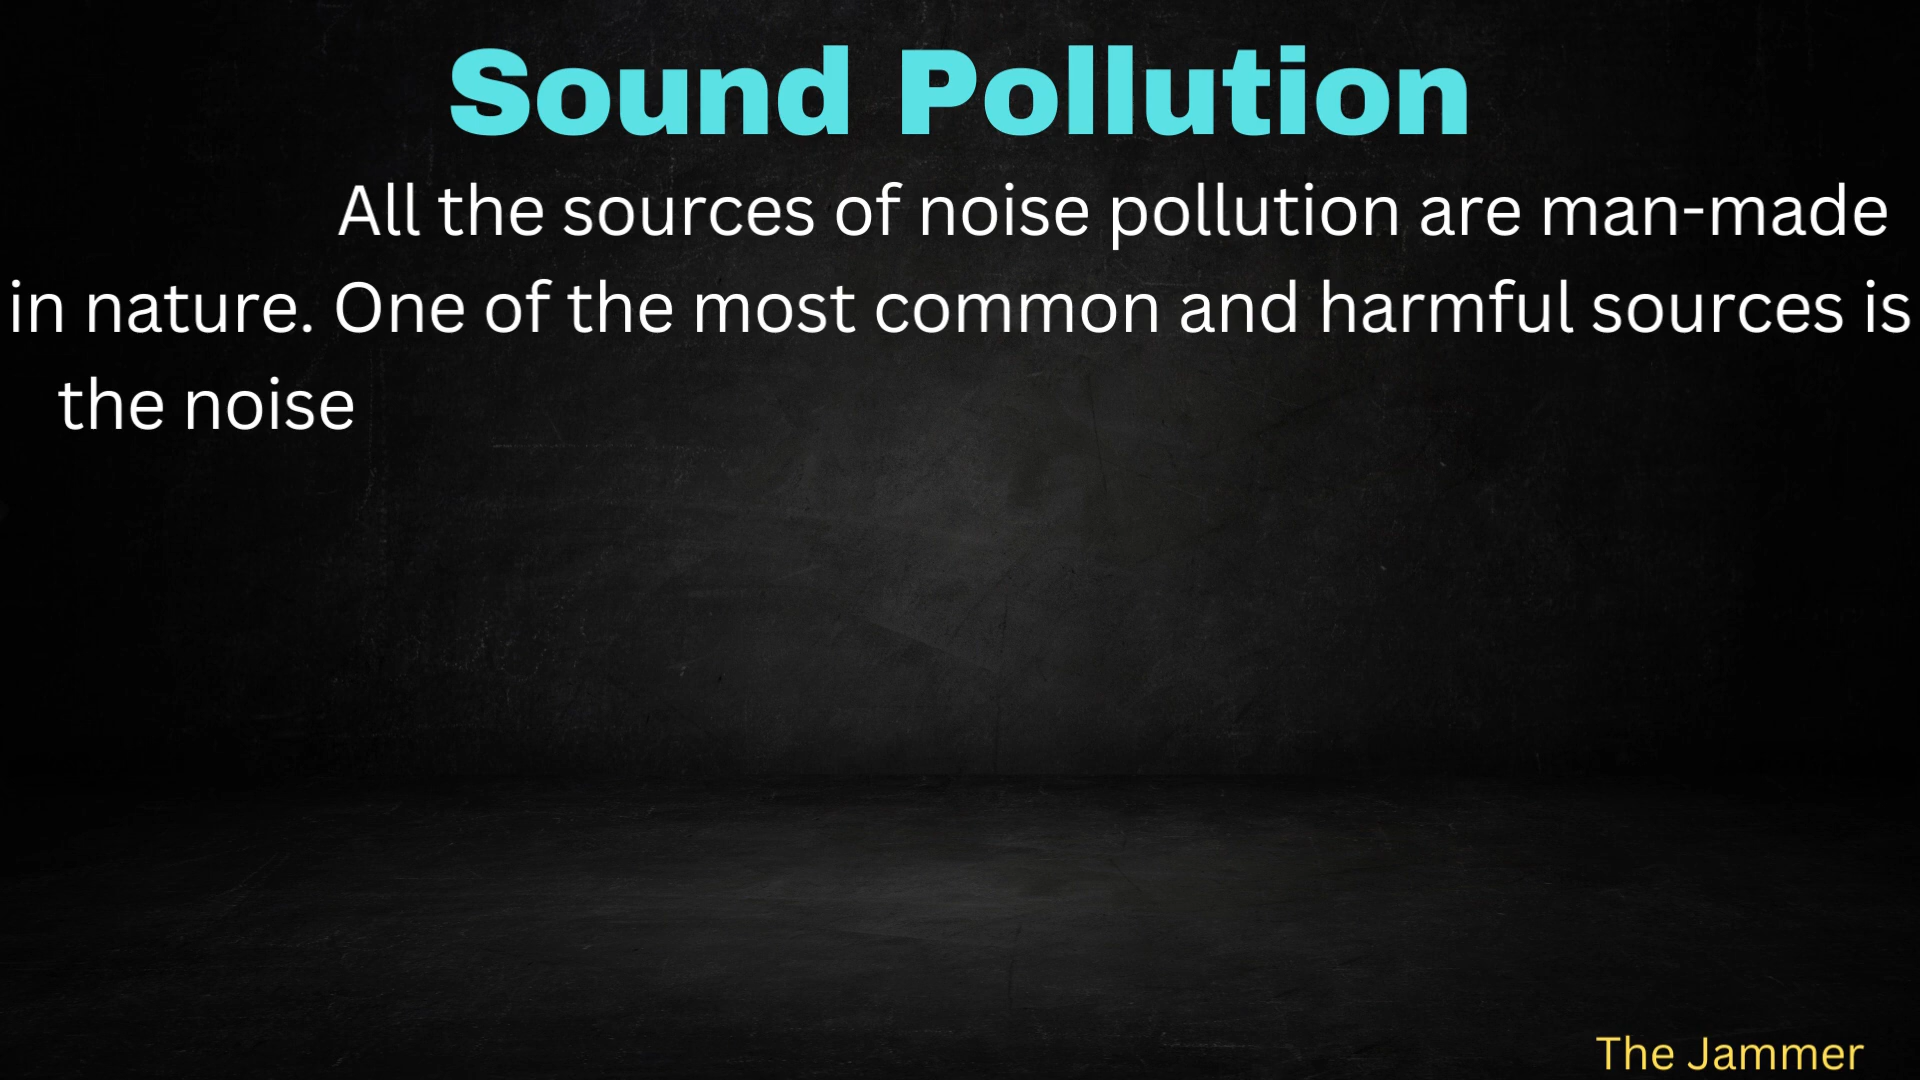 Sound Pollution
All the sources of noise pollution are man-made
in nature. One of the most common and harmful sources is
the noise
The Jammer